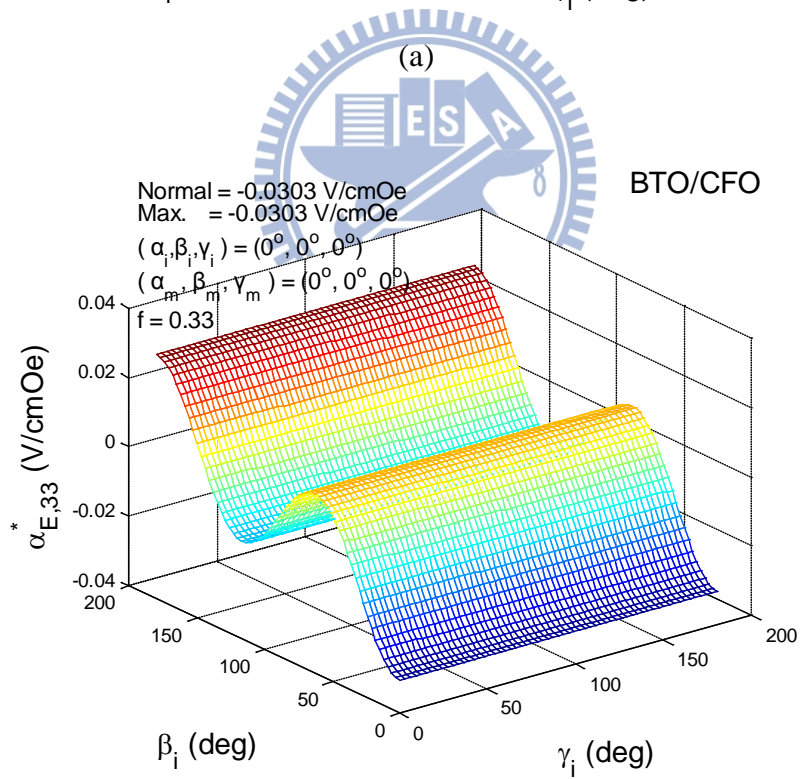 (a)
E S A
BTO/CFO
Normal = -0.0303 V/cmOe
Max. = -0.0303 V/cmOe
( α_i,β_i,γ_i ) = (0°, 0°, 0°)
( α_m, β_m, γ_m ) = (0°, 0°, 0°)
f = 0.33
0.04
0.02
0
-0.02
-0.04
α*_E,33 (V/cmOe)
200
150
100
50
0
β_i (deg)
0
50
100
150
200
γ_i (deg)